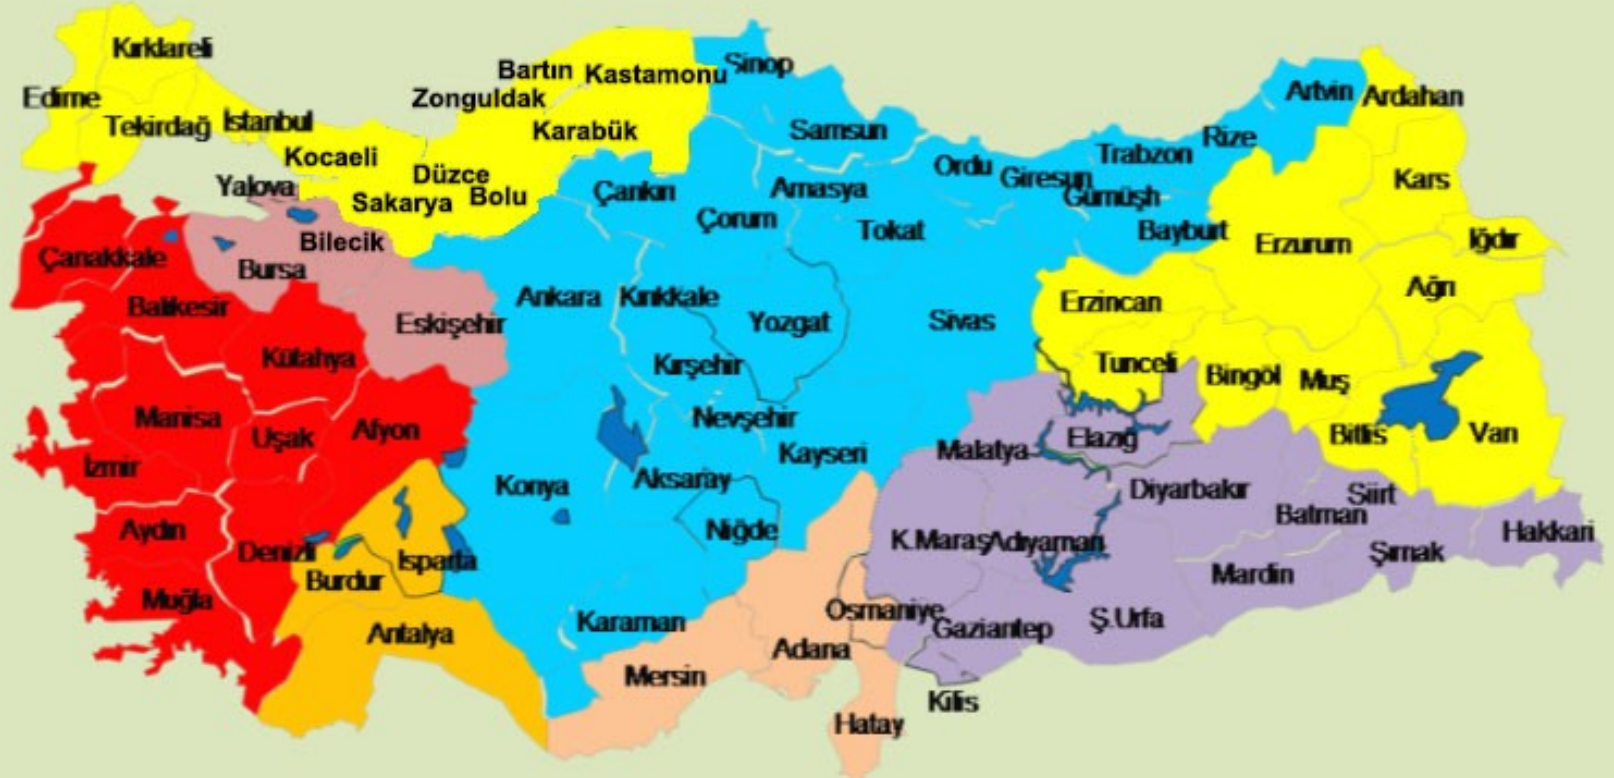 Kırklareli
Edirne
Tekirdağ
İstanbul
Kocaeli
Bartın
Kastamonu
Zonguldak
Karabük
Düzce
Bolu
Sakarya
Sinop
Samsun
Ordu
Giresun
Trabzon
Rize
Artvin
Ardahan
Kars
Yalova
Bilecik
Bursa
Eskişehir
Çankırı
Amasya
Çorum
Tokat
Gümüşh
Bayburt
Erzurum
Iğdır
Ağrı
Çanakkale
Balıkesir
Kütahya
Ankara
Kırıkkale
Yozgat
Sivas
Erzincan
Tunceli
Bingöl
Muş
Kırşehir
Nevşehir
Manisa
Uşak
Afyon
İzmir
Konya
Aksaray
Kayseri
Malatya
Elazığ
Bitlis
Van
Diyarbakır
Siirt
Batman
Hakkari
Aydın
Denizli
Isparta
Burdur
Niğde
K.Maraş
Adıyaman
Mardin
Şırnak
Muğla
Antalya
Karaman
Osmaniye
Gaziantep
Ş.Urfa
Mersin
Adana
Kilis
Hatay